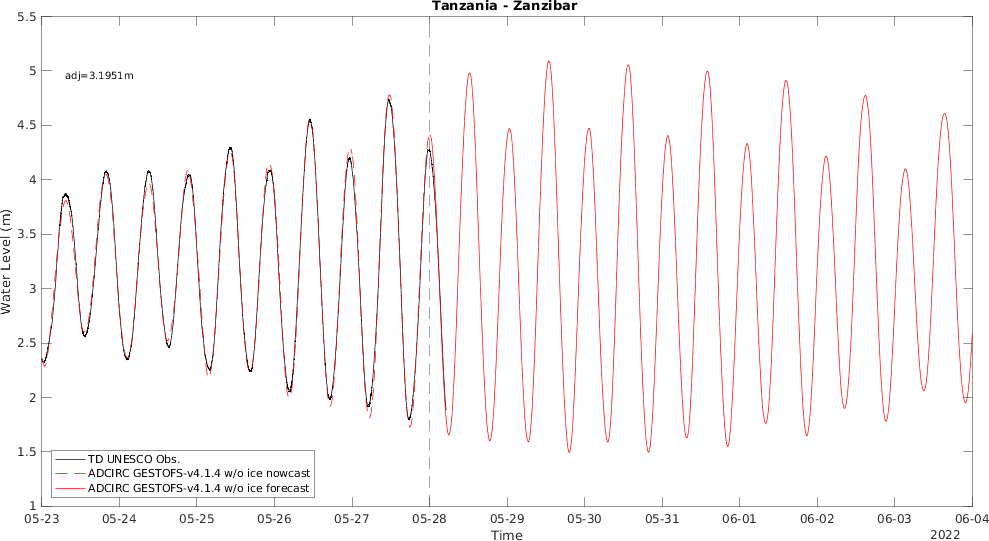 Tanzania - Zanzibar
adj=3.1951m
Water Level (m)
5.5
5
4.5
4
3.5
3
2.5
2
1.5
1
TD UNESCO Obs.
ADCIRC GESTOFS-v4.1.4 w/o ice nowcast
ADCIRC GESTOFS-v4.1.4 w/o ice forecast
05-23 05-24 05-25 05-26 05-27 05-28 05-29 05-30 05-31 06-01 06-02 06-03 06-04
Time
2022